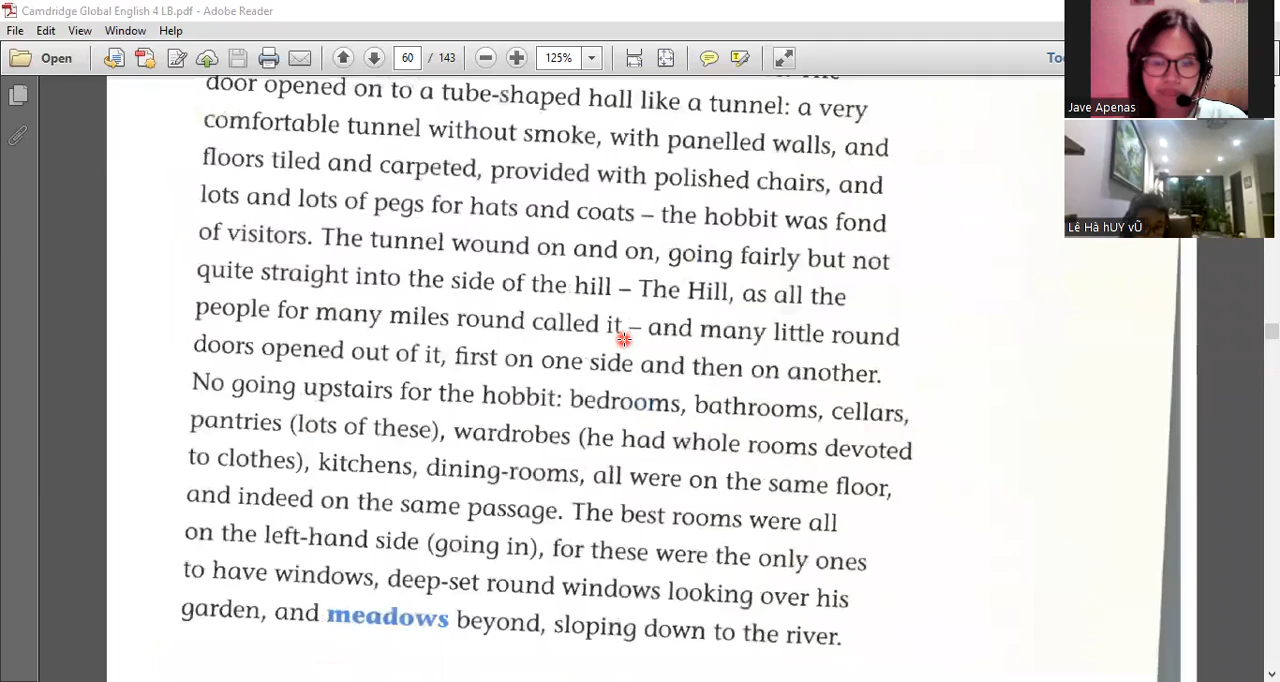 Camdridge Global English 4 LB.pdf - Adobe Reader
File Edit View Window Help
Open 60 / 143 125%
Jave Apenas
Lê Hà hUY vŨ
door opened on to a tube-shaped hall like a tunnel: a very
comfortable tunnel without smoke, with panelled walls, and
floors tiled and carpeted, provided with polished chairs, and
lots and lots of pegs for hats and coats – the hobbit was fond
of visitors. The tunnel wound on and on, going fairly but not
quite straight into the side of the hill – The Hill, as all the
people for many miles round called it – and many little round
doors opened out of it, first on one side and then on another.
No going upstairs for the hobbit: bedrooms, bathrooms, cellars,
pantries (lots of these), wardrobes (he had whole rooms devoted
to clothes), kitchens, dining-rooms, all were on the same floor,
and indeed on the same passage. The best rooms were all
on the left-hand side (going in), for these were the only ones
to have windows, deep-set round windows looking over his
garden, and meadows beyond, sloping down to the river.